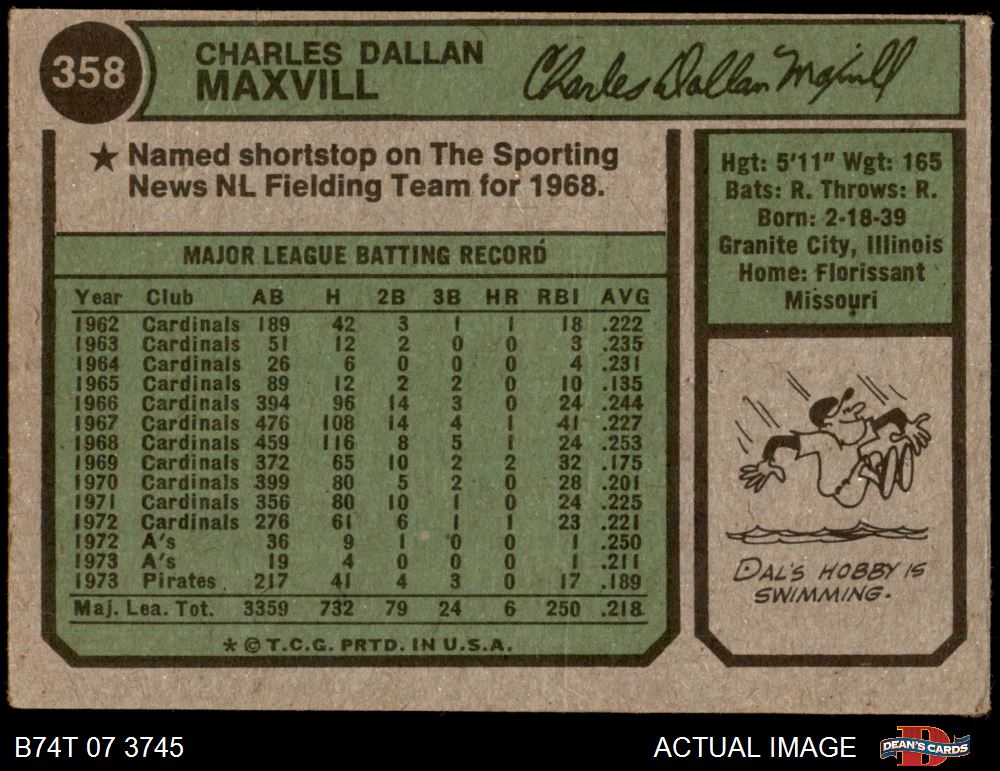 358
CHARLES DALLAN
MAXVILL
Charles Dallan Maxvill
★ Named shortstop on The Sporting
News NL Fielding Team for 1968.
MAJOR LEAGUE BATTING RECORD
Year Club AB H 2B 3B HR RBI AVG
1962 Cardinals 189 42 3 1 1 18 .222
1963 Cardinals 51 12 2 0 0 3 .235
1964 Cardinals 26 6 0 0 0 4 .231
1965 Cardinals 89 12 2 2 0 10 .135
1966 Cardinals 394 96 14 3 0 24 .244
1967 Cardinals 476 108 14 4 1 41 .227
1968 Cardinals 459 116 8 5 1 24 .253
1969 Cardinals 372 65 10 2 2 32 .175
1970 Cardinals 399 80 5 2 0 28 .201
1971 Cardinals 356 80 10 1 0 24 .225
1972 Cardinals 276 61 6 1 1 23 .221
1972 A's 36 9 1 0 0 1 .250
1973 A's 19 4 0 0 0 1 .211
1973 Pirates 217 41 4 3 0 17 .189
Maj. Lea. Tot. 3359 732 79 24 6 250 .218
* © T.C.G. PRTD. IN U.S.A.
Hgt: 5'11" Wgt: 165
Bats: R. Throws: R.
Born: 2-18-39
Granite City, Illinois
Home: Florissant
Missouri
DAL'S HOBBY IS
SWIMMING.
B74T 07 3745
ACTUAL IMAGE
DEAN'S CARDS